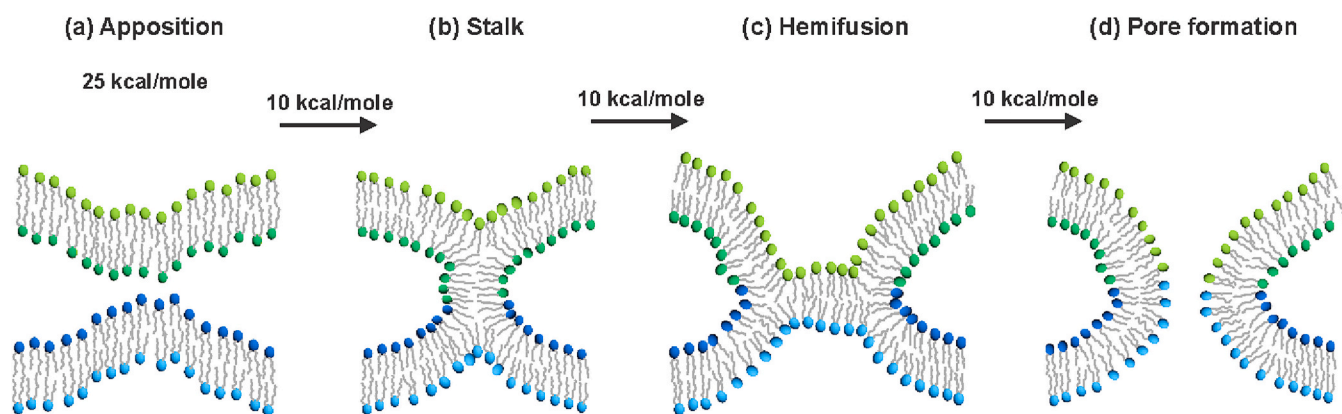 (a) Apposition
(b) Stalk
(c) Hemifusion
(d) Pore formation
25 kcal/mole
10 kcal/mole
10 kcal/mole
10 kcal/mole